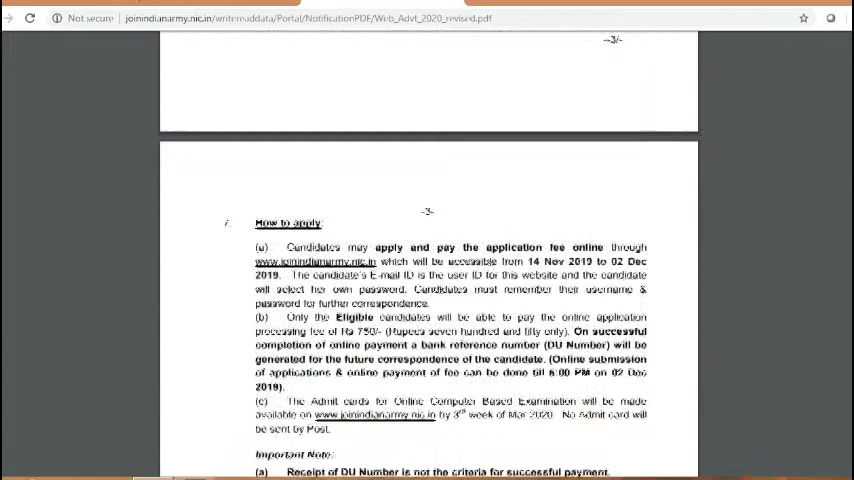 Not secure | joinindianarmy.nic.in/writereaddata/Portal/NotificationPDF/Web_Advt_2020_revised.pdf
--3/-
-3-
7. How to apply:
(a) Candidates may apply and pay the application fee online through
www.joinindianarmy.nic.in which will be accessible from 14 Nov 2019 to 02 Dec
2019. The candidate's E-mail ID is the user ID for this website and the candidate
will select her own password. Candidates must remember their username &
password for further correspondence.
(b) Only the Eligible candidates will be able to pay the online application
processing fee of Rs 750/- (Rupees seven hundred and fifty only). On successful
completion of online payment a bank reference number (DU Number) will be
generated for the future correspondence of the candidate. (Online submission
of applications & online payment of fee can be done till 5:00 PM on 02 Dec
2019).
(c) The Admit cards for Online Computer Based Examination will be made
available on www.joinindianarmy.nic.in by 3rd week of Mar 2020. No Admit card will
be sent by Post.
Important Note:
(a) Receipt of DU Number is not the criteria for successful payment.